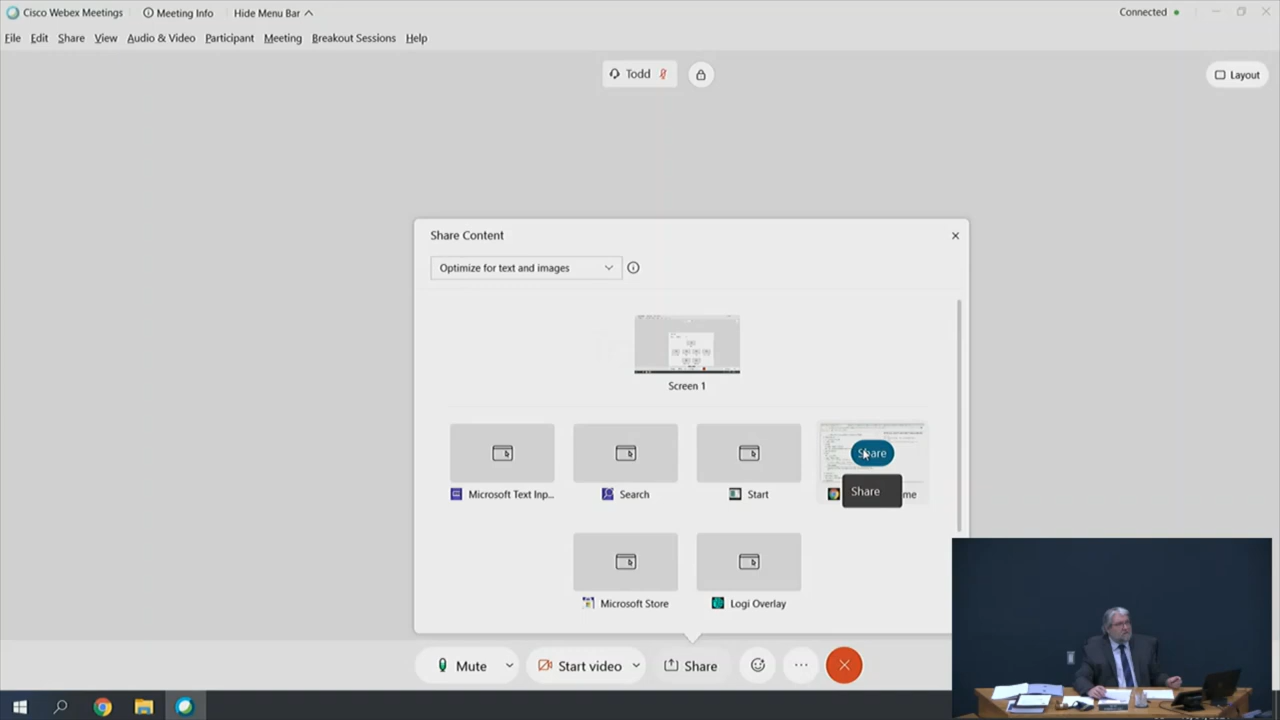 Cisco Webex Meetings
Meeting Info
Hide Menu Bar
Connected
File Edit Share View Audio & Video Participant Meeting Breakout Sessions Help
Todd
Layout
Share Content
Optimize for text and images
Screen 1
Share
Microsoft Text Inp...
Search
Start
Share
me
Microsoft Store
Logi Overlay
Mute
Start video
Share